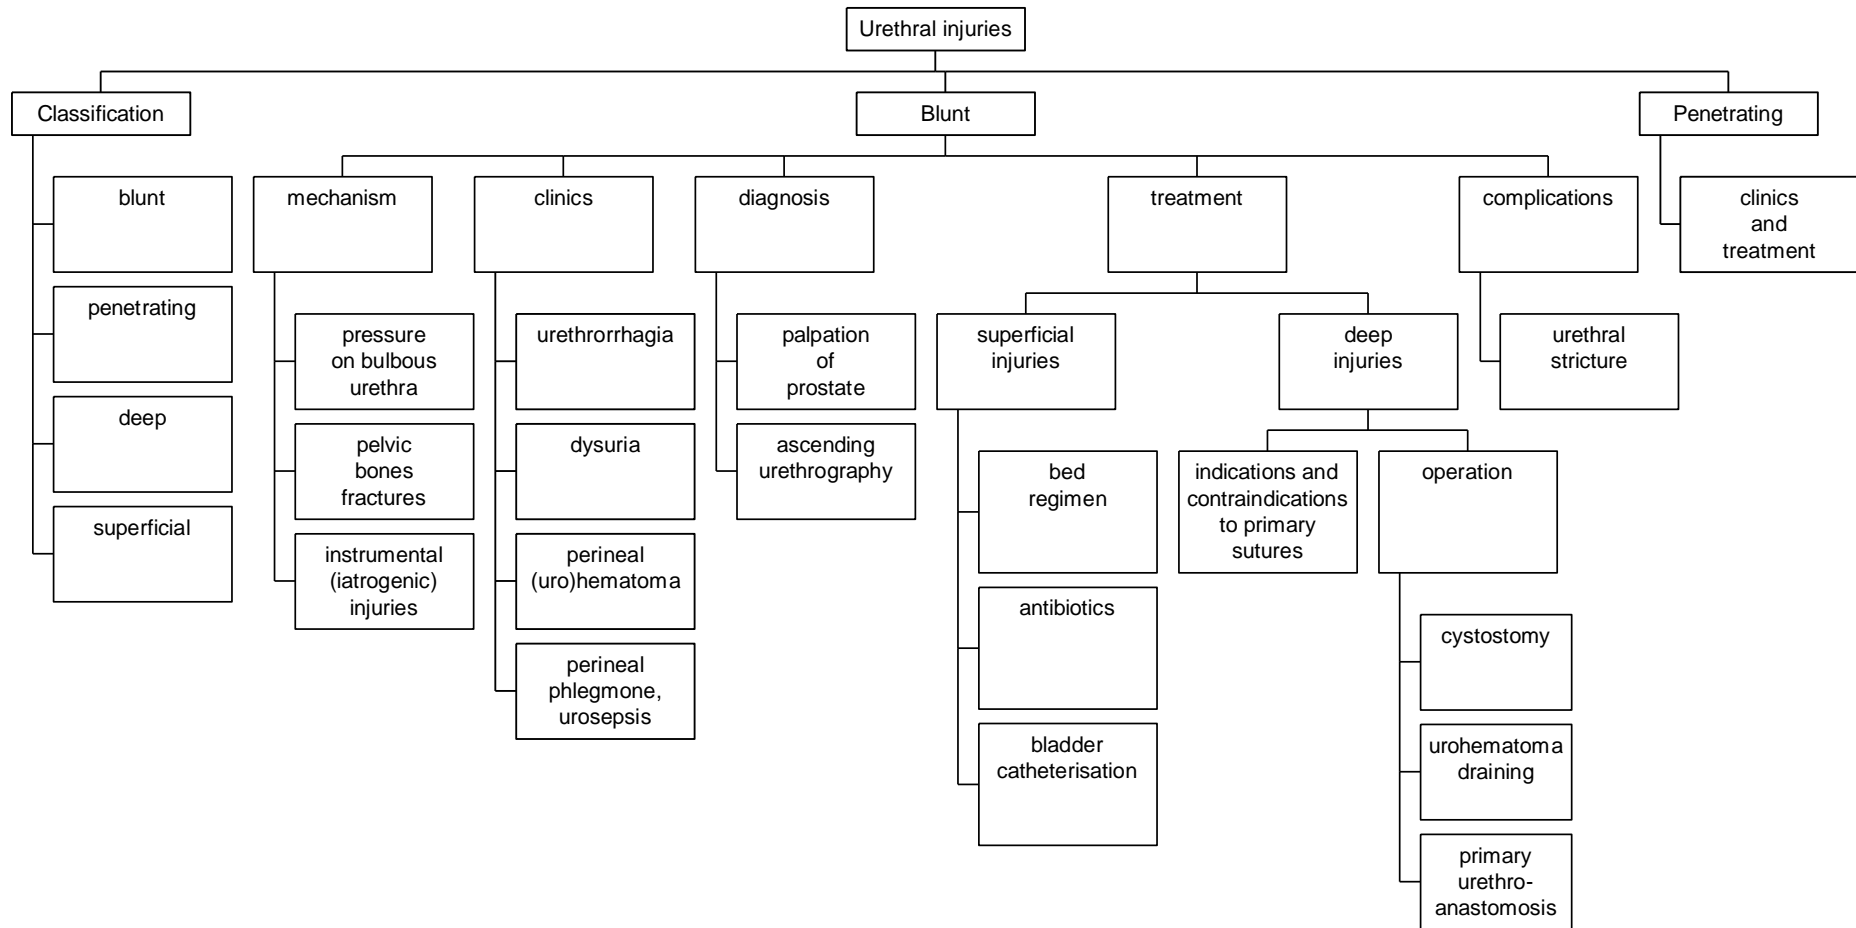 Urethral injuries
Classification
Blunt
Penetrating
blunt
penetrating
deep
superficial
mechanism
pressure
on bulbous
urethra
pelvic
bones
fractures
instrumental
(iatrogenic)
injuries
clinics
urethrorrhagia
dysuria
perineal
(uro)hematoma
perineal
phlegmone,
urosepsis
diagnosis
palpation
of
prostate
ascending
urethrography
treatment
superficial
injuries
bed
regimen
antibiotics
bladder
catheterisation
deep
injuries
indications and
contraindications
to primary
sutures
operation
cystostomy
urohematoma
draining
primary
urethro-
anastomosis
complications
urethral
stricture
clinics
and
treatment